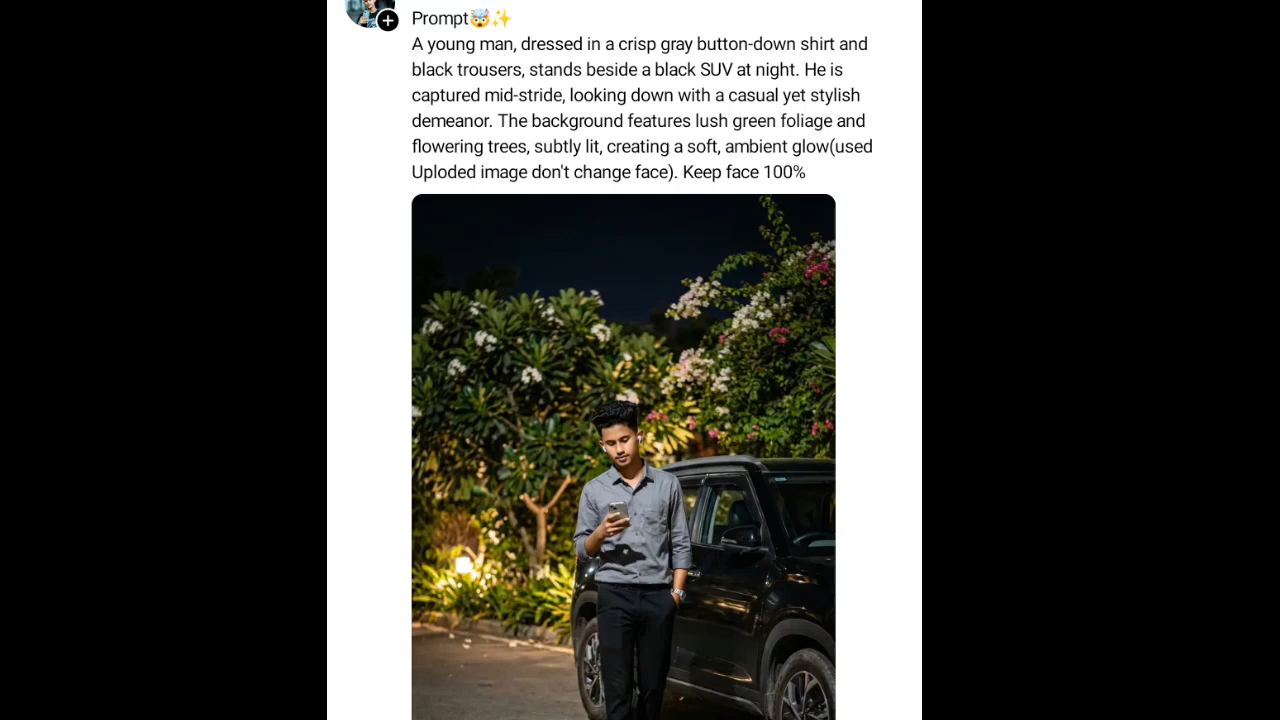 Prompt🤯✨
A young man, dressed in a crisp gray button-down shirt and
black trousers, stands beside a black SUV at night. He is
captured mid-stride, looking down with a casual yet stylish
demeanor. The background features lush green foliage and
flowering trees, subtly lit, creating a soft, ambient glow(used
Uploded image don't change face). Keep face 100%